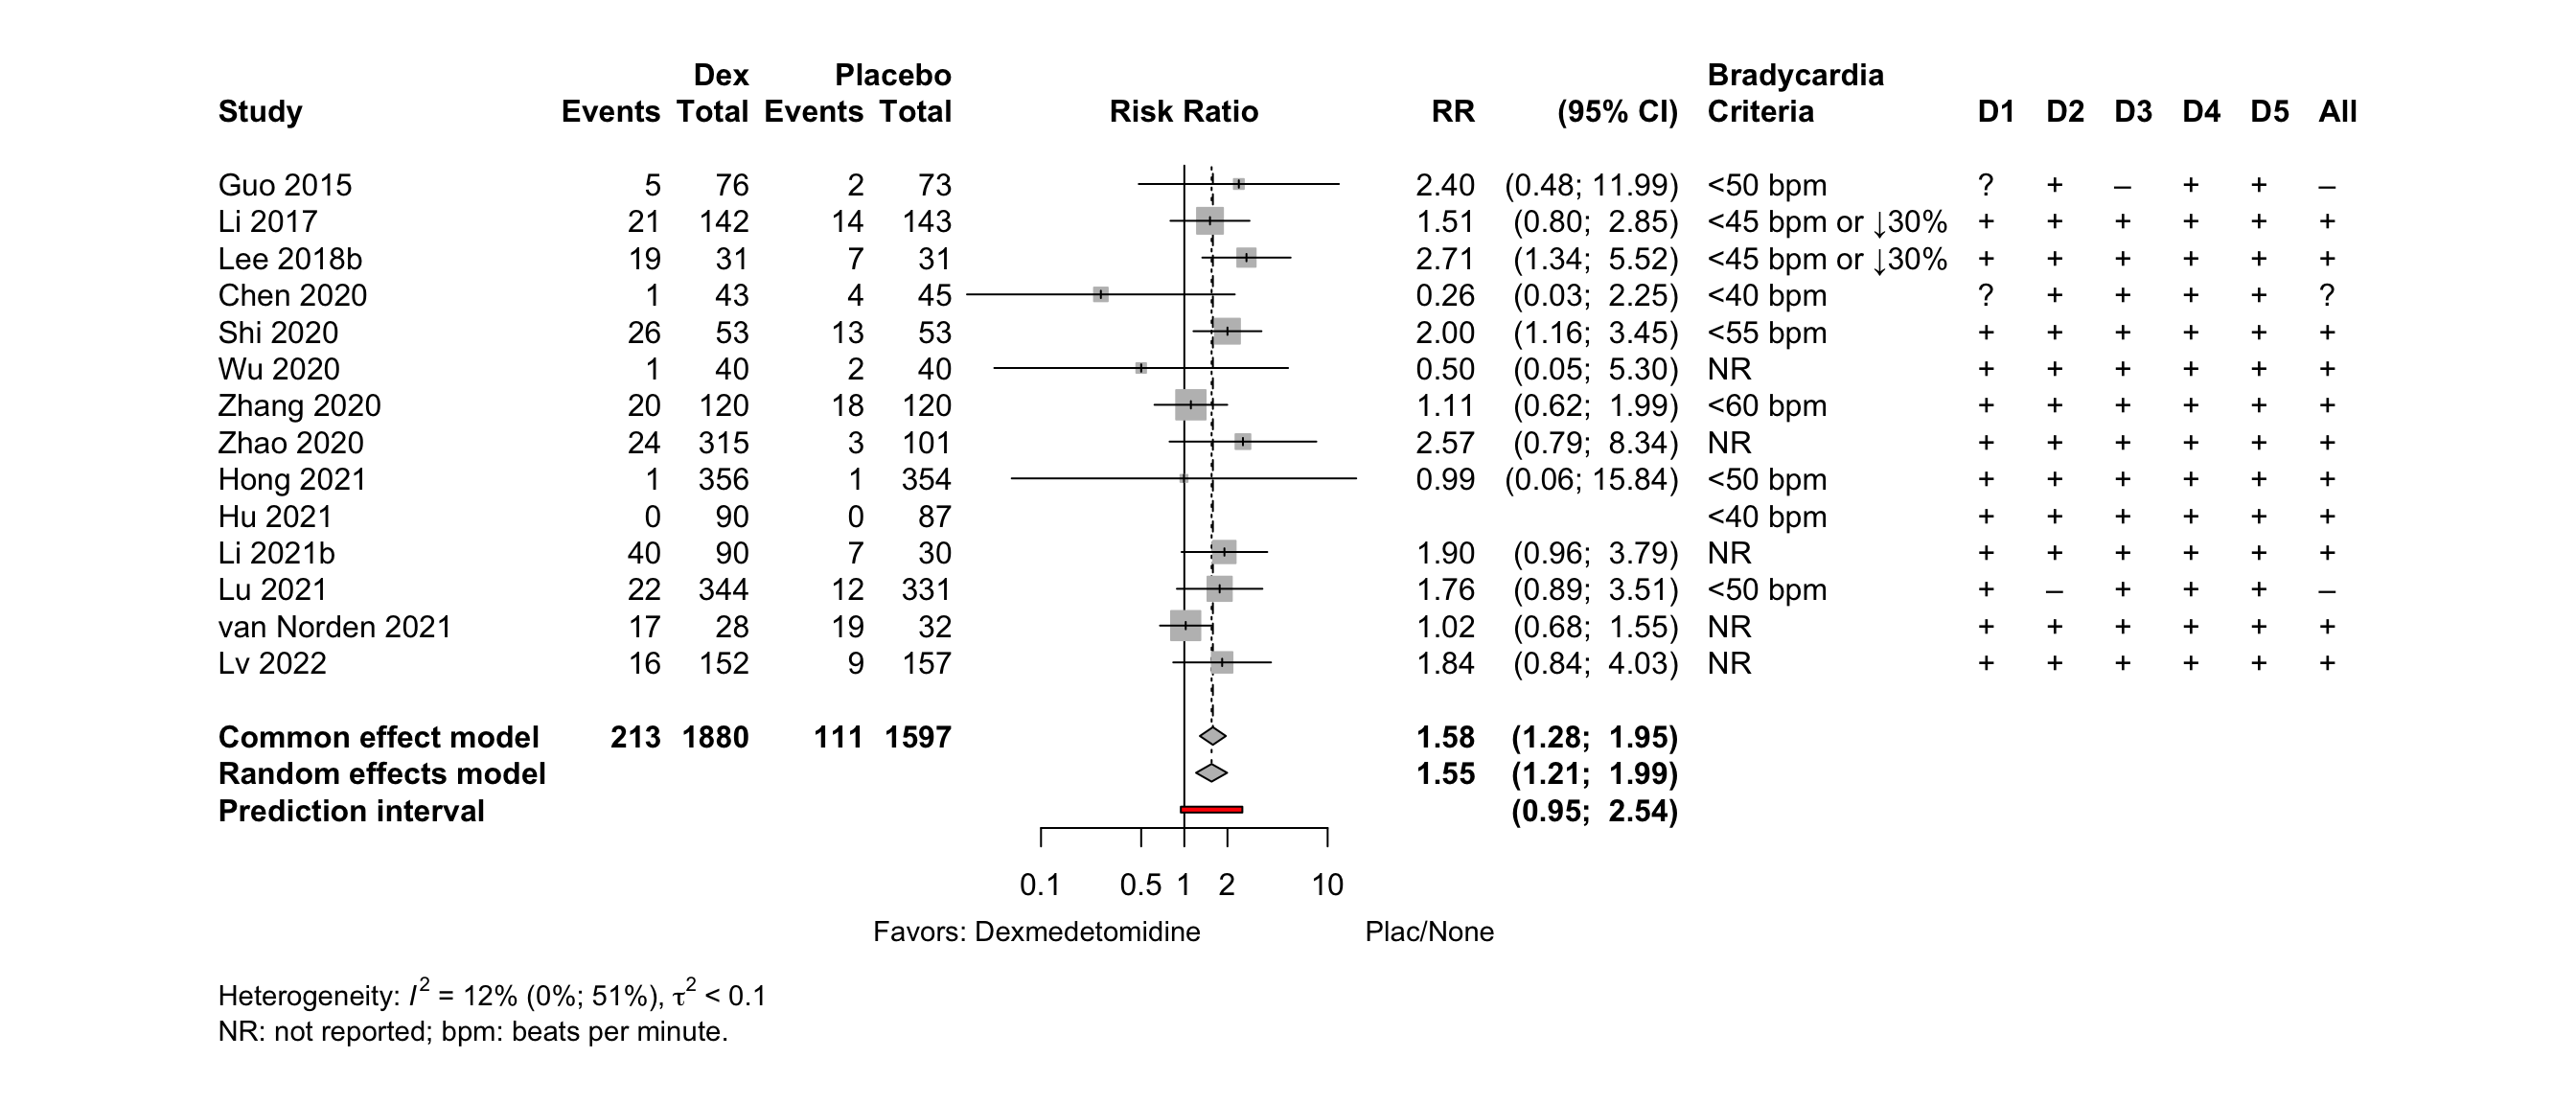 Dex Placebo Bradycardia
Study Events Total Events Total Risk Ratio RR (95% CI) Criteria D1 D2 D3 D4 D5 All
Guo 2015 5 76 2 73 2.40 (0.48; 11.99) <50 bpm ? + – + + –
Li 2017 21 142 14 143 1.51 (0.80; 2.85) <45 bpm or ↓30% + + + + + +
Lee 2018b 19 31 7 31 2.71 (1.34; 5.52) <45 bpm or ↓30% + + + + + +
Chen 2020 1 43 4 45 0.26 (0.03; 2.25) <40 bpm ? + + + + ?
Shi 2020 26 53 13 53 2.00 (1.16; 3.45) <55 bpm + + + + + +
Wu 2020 1 40 2 40 0.50 (0.05; 5.30) NR + + + + + +
Zhang 2020 20 120 18 120 1.11 (0.62; 1.99) <60 bpm + + + + + +
Zhao 2020 24 315 3 101 2.57 (0.79; 8.34) NR + + + + + +
Hong 2021 1 356 1 354 0.99 (0.06; 15.84) <50 bpm + + + + + +
Hu 2021 0 90 0 87 <40 bpm + + + + + +
Li 2021b 40 90 7 30 1.90 (0.96; 3.79) NR + + + + + +
Lu 2021 22 344 12 331 1.76 (0.89; 3.51) <50 bpm + – + + + –
van Norden 2021 17 28 19 32 1.02 (0.68; 1.55) NR + + + + + +
Lv 2022 16 152 9 157 1.84 (0.84; 4.03) NR + + + + + +
Common effect model 213 1880 111 1597 1.58 (1.28; 1.95)
Random effects model 1.55 (1.21; 1.99)
Prediction interval (0.95; 2.54)
0.1 0.5 1 2 10
Favors: Dexmedetomidine Plac/None
Heterogeneity: I² = 12% (0%; 51%), τ² < 0.1
NR: not reported; bpm: beats per minute.